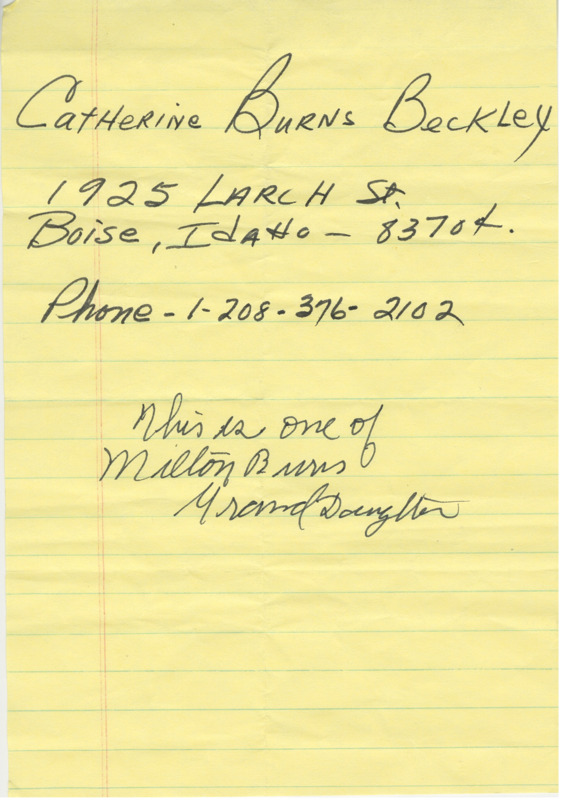 Catherine Burns Beckley
1925 Larch St.
Boise, Idaho - 83704.
Phone - 1-208-376-2102
This is one of
Milton Burns
Grand Daughter